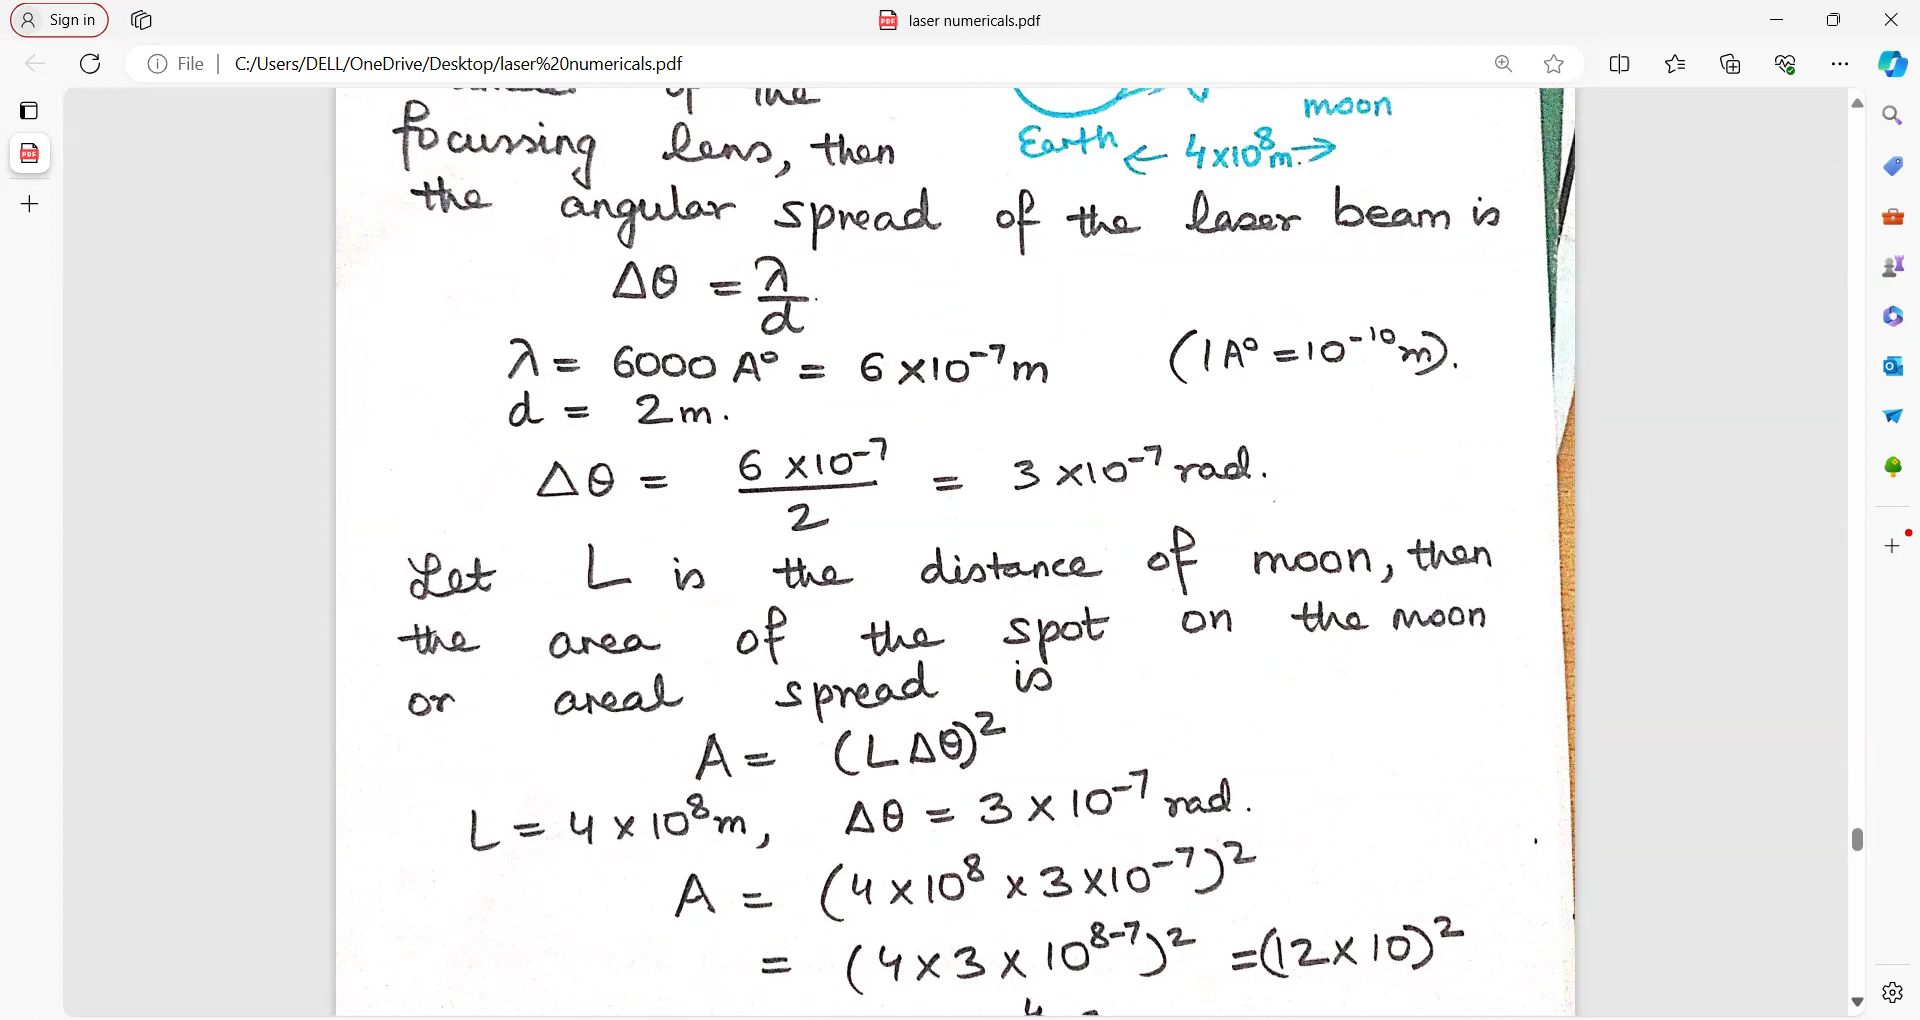 Sign in
laser numericals.pdf
File
C:/Users/DELL/OneDrive/Desktop/laser%20numericals.pdf
of the
focussing lens, then
moon
Earth ← 4×10⁸m. →
the angular spread of the laser beam is
Δθ = λ/d
λ = 6000 A° = 6×10⁻⁷ m (1A° = 10⁻¹⁰m).
d = 2m.
Δθ = 6×10⁻⁷/2 = 3×10⁻⁷ rad.
Let L is the distance of moon, then
the area of the spot on the moon
or areal spread is
A = (LΔθ)²
L = 4×10⁸m, Δθ = 3×10⁻⁷ rad.
A = (4×10⁸ × 3×10⁻⁷)²
= (4×3×10⁸⁻⁷)² = (12×10)²